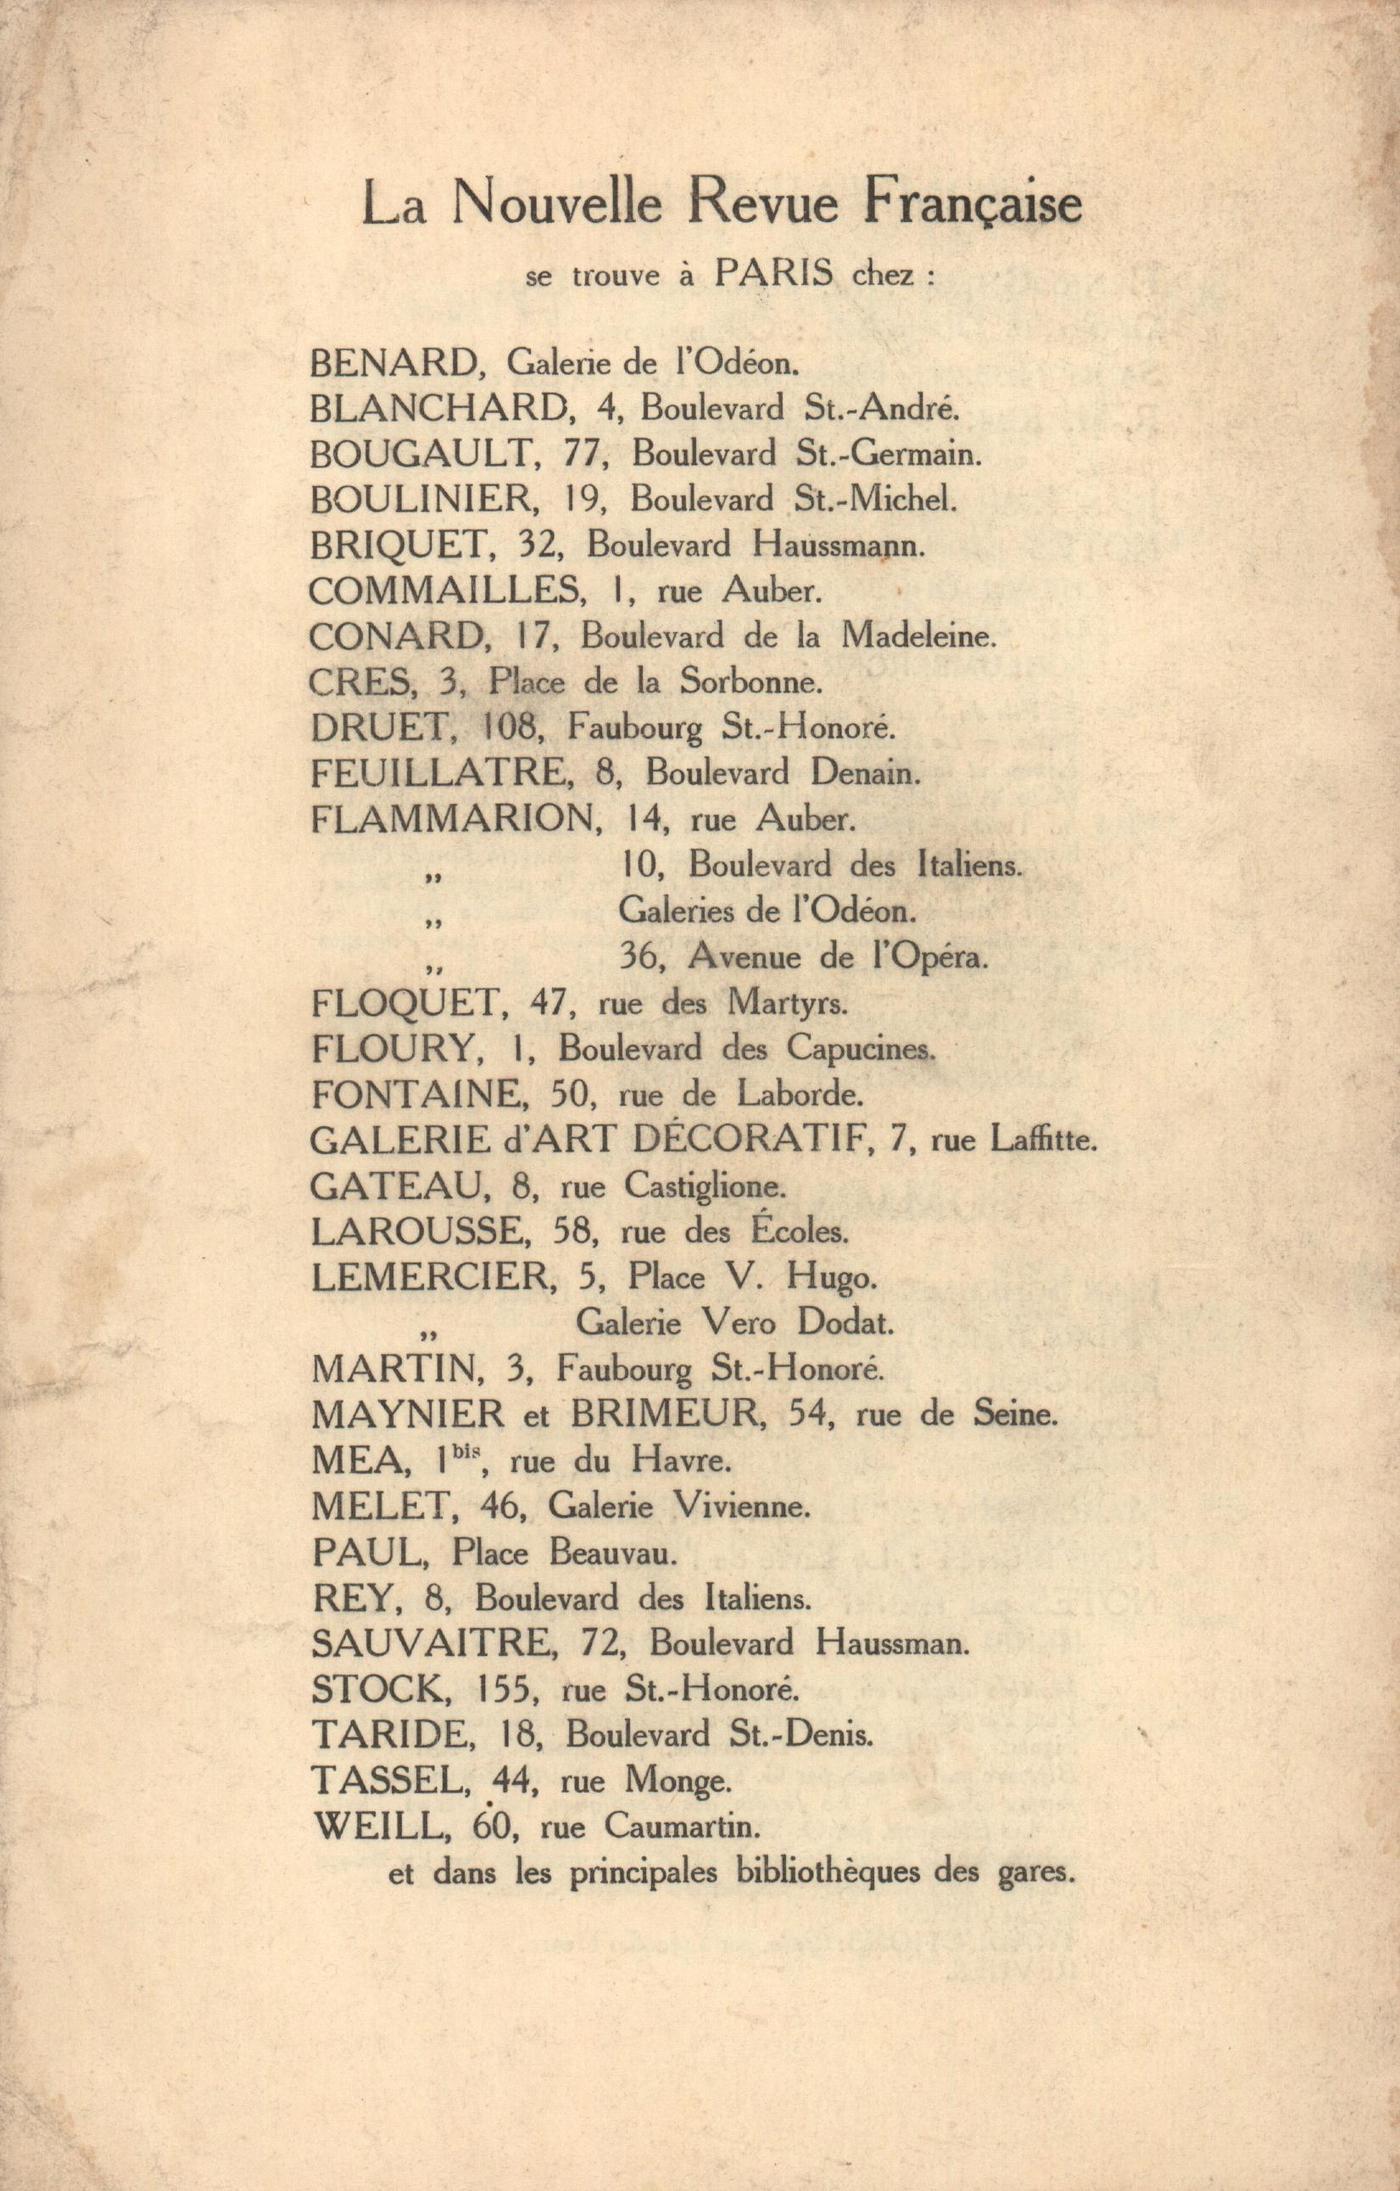 La Nouvelle Revue Française
se trouve à PARIS chez :
BENARD, Galerie de l'Odéon.
BLANCHARD, 4, Boulevard St.-André.
BOUGAULT, 77, Boulevard St.-Germain.
BOULINIER, 19, Boulevard St.-Michel.
BRIQUET, 32, Boulevard Haussmann.
COMMAILLES, 1, rue Auber.
CONARD, 17, Boulevard de la Madeleine.
CRES, 3, Place de la Sorbonne.
DRUET, 108, Faubourg St.-Honoré.
FEUILLATRE, 8, Boulevard Denain.
FLAMMARION, 14, rue Auber.
„ 10, Boulevard des Italiens.
„ Galeries de l'Odéon.
„ 36, Avenue de l'Opéra.
FLOQUET, 47, rue des Martyrs.
FLOURY, 1, Boulevard des Capucines.
FONTAINE, 50, rue de Laborde.
GALERIE d'ART DÉCORATIF, 7, rue Laffitte.
GATEAU, 8, rue Castiglione.
LAROUSSE, 58, rue des Écoles.
LEMERCIER, 5, Place V. Hugo.
„ Galerie Vero Dodat.
MARTIN, 3, Faubourg St.-Honoré.
MAYNIER et BRIMEUR, 54, rue de Seine.
MEA, 1bis, rue du Havre.
MELET, 46, Galerie Vivienne.
PAUL, Place Beauvau.
REY, 8, Boulevard des Italiens.
SAUVAITRE, 72, Boulevard Haussman.
STOCK, 155, rue St.-Honoré.
TARIDE, 18, Boulevard St.-Denis.
TASSEL, 44, rue Monge.
WEILL, 60, rue Caumartin.
et dans les principales bibliothèques des gares.